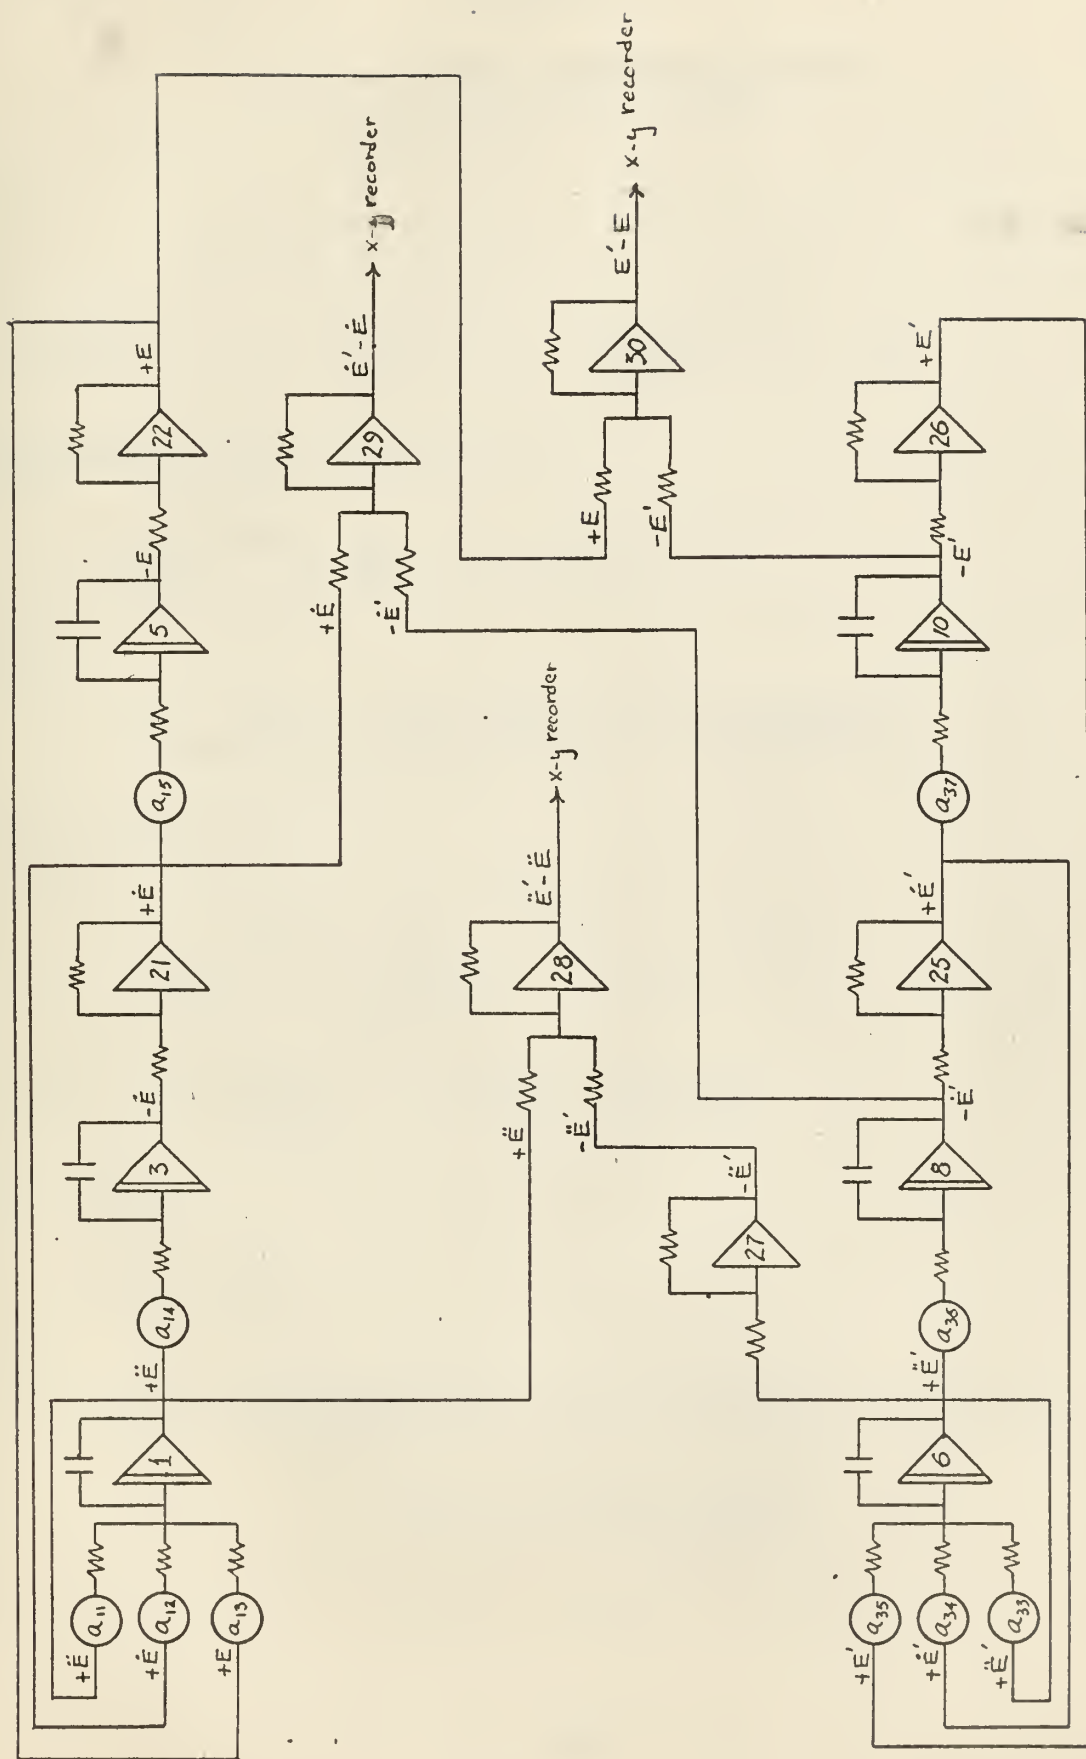 +Ë
a11
+Ė
a12
+E
a13
1
+Ë
a14
3
-Ė
21
+Ė
a15
5
-E
22
+E
+Ė
-Ė'
29
Ė'-Ė
x-y recorder
+Ë
-Ë'
28
Ë'-Ë
x-y recorder
+E
-E'
30
E'-E
x-y recorder
27
-Ë'
+E'
a35
+Ė'
a34
+Ë'
a33
6
+Ë'
a36
8
-Ė'
25
+Ė'
a37
10
-E'
26
+E'